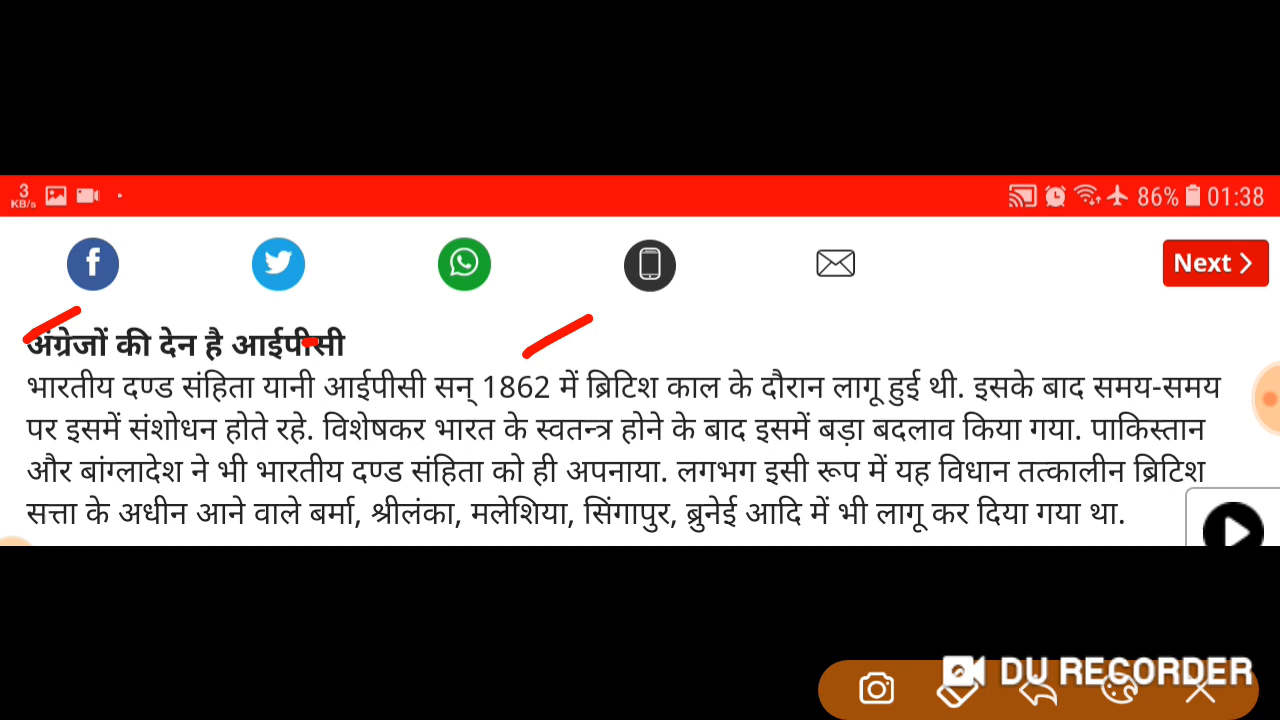 3
KB/s
86% 01:38
f
Next
अंग्रेजों की देन है आईपीसी
भारतीय दण्ड संहिता यानी आईपीसी सन् 1862 में ब्रिटिश काल के दौरान लागू हुई थी. इसके बाद समय-समय
पर इसमें संशोधन होते रहे. विशेषकर भारत के स्वतन्त्र होने के बाद इसमें बड़ा बदलाव किया गया. पाकिस्तान
और बांग्लादेश ने भी भारतीय दण्ड संहिता को ही अपनाया. लगभग इसी रूप में यह विधान तत्कालीन ब्रिटिश
सत्ता के अधीन आने वाले बर्मा, श्रीलंका, मलेशिया, सिंगापुर, ब्रुनेई आदि में भी लागू कर दिया गया था.
DU RECORDER